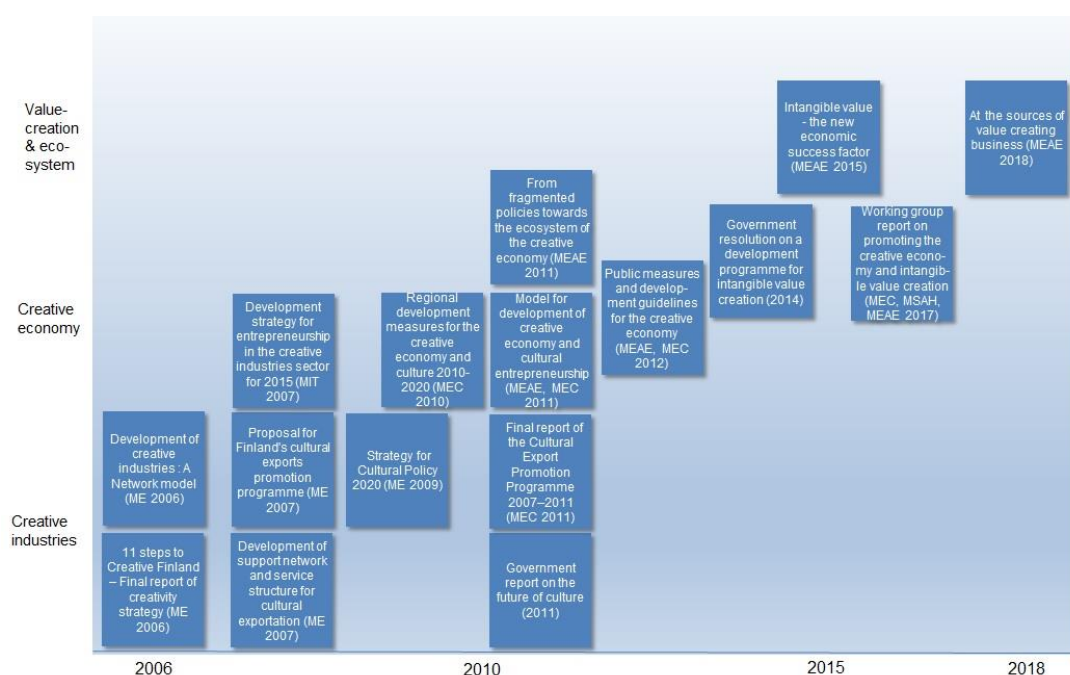 Value-
creation
& eco-
system
Intangible value
- the new
economic
success factor
(MEAE 2015)
At the sources of
value creating
business (MEAE
2018)
From
fragmented
policies towards
the ecosystem of
the creative
economy (MEAE
2011)
Government
resolution on a
development
programme for
intangible value
creation (2014)
Working group
report on
promoting the
creative econo-
my and intangib-
le value creation
(MEC, MSAH,
MEAE 2017)
Creative
economy
Development
strategy for
entrepreneurship
in the creative
industries sector
for 2015 (MIT
2007)
Regional
development
measures for the
creative
economy and
culture 2010-
2020 (MEC
2010)
Model for
development of
creative
economy and
cultural
entrepreneurship
(MEAE, MEC
2011)
Public measures
and develop-
ment guidelines
for the creative
economy
(MEAE, MEC
2012)
Creative
industries
Development of
creative
industries : A
Network model
(ME 2006)
Proposal for
Finland's cultural
exports
promotion
programme (ME
2007)
Strategy for
Cultural Policy
2020 (ME 2009)
Final report of
the Cultural
Export
Promotion
Programme
2007–2011
(MEC 2011)
11 steps to
Creative Finland
– Final report of
creativity
strategy (ME
2006)
Development of
support network
and service
structure for
cultural
exportation (ME
2007)
Government
report on the
future of culture
(2011)
2006
2010
2015
2018